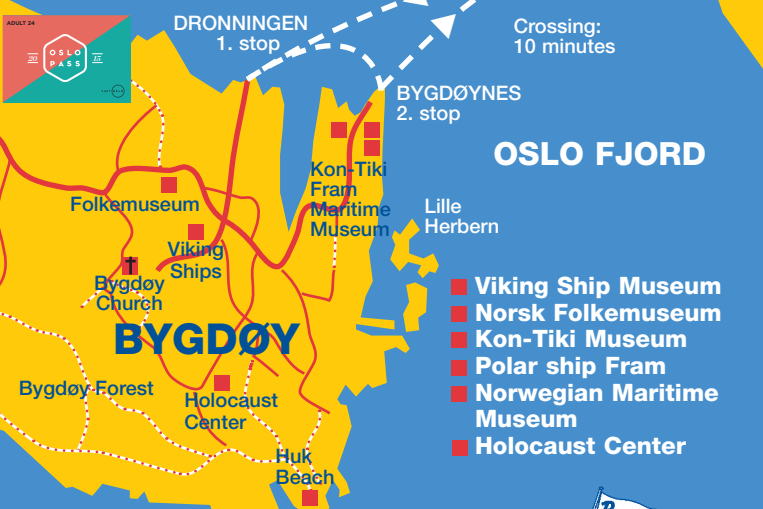 ADULT 24
20 OSLO 15
PASS
DRONNINGEN
1. stop
Crossing:
10 minutes
BYGDØYNES
2. stop
OSLO FJORD
Kon-Tiki
Fram
Maritime
Museum
Lille
Herbern
Folkemuseum
Viking
Ships
Bygdøy
Church
BYGDØY
Bygdøy Forest
Holocaust
Center
Huk
Beach
Viking Ship Museum
Norsk Folkemuseum
Kon-Tiki Museum
Polar ship Fram
Norwegian Maritime
Museum
Holocaust Center